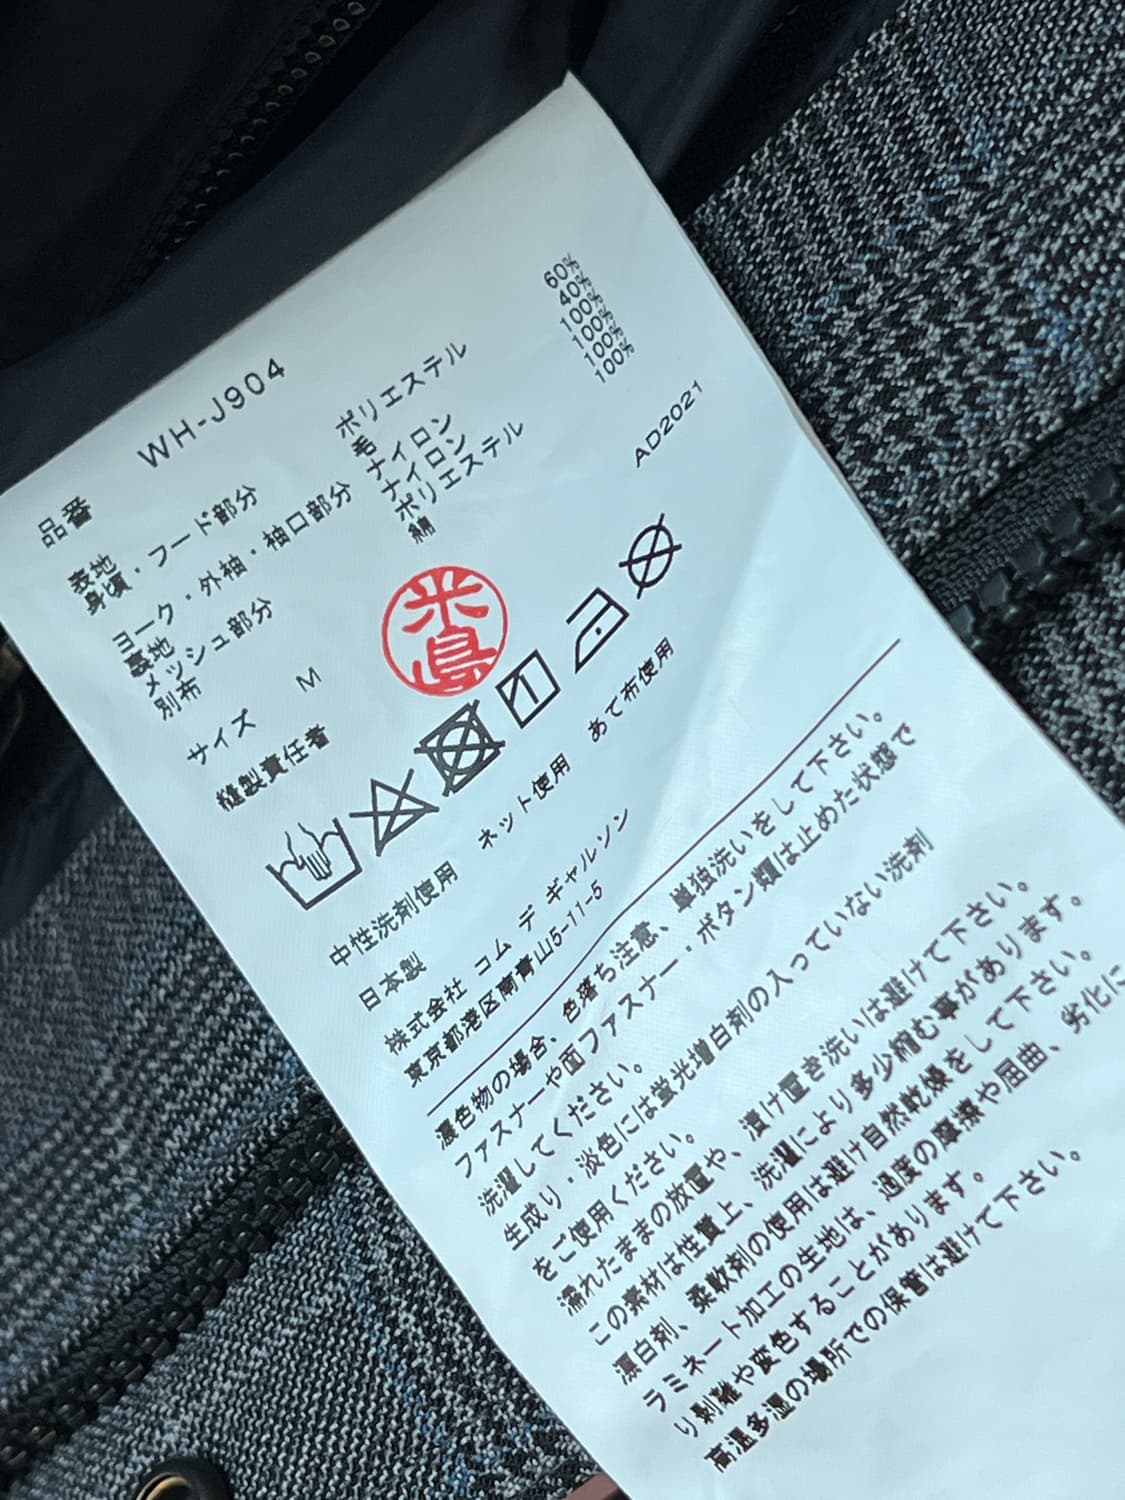 品番 WH-J904
表地
身頃・フード部分 ポリエステル 60%
毛 40%
ヨーク・外袖・袖口部分 ナイロン 100%
裏地 ナイロン 100%
メッシュ部分 ポリエステル 100%
別布 綿 100%
AD2021
サイズ M
縫製責任者
米島
中性洗剤使用 ネット使用 あて布使用
日本製
株式会社 コム デ ギャルソン
東京都港区南青山5-11-5
濃色物の場合、色落ち注意、単独洗いをして下さい。
ファスナーや面ファスナー・ボタン類は止めた状態で
洗濯してください。
生成り・淡色には蛍光増白剤の入っていない洗剤
をご使用ください。
濡れたままの放置や、漬け置き洗いは避けて下さい。
この素材は性質上、洗濯により多少縮む事があります。
漂白剤、柔軟剤の使用は避け自然乾燥をして下さい。
ラミネート加工の生地は、過度の摩擦や屈曲、劣化に
り剥離や変色することがあります。
高温多湿の場所での保管は避けて下さい。